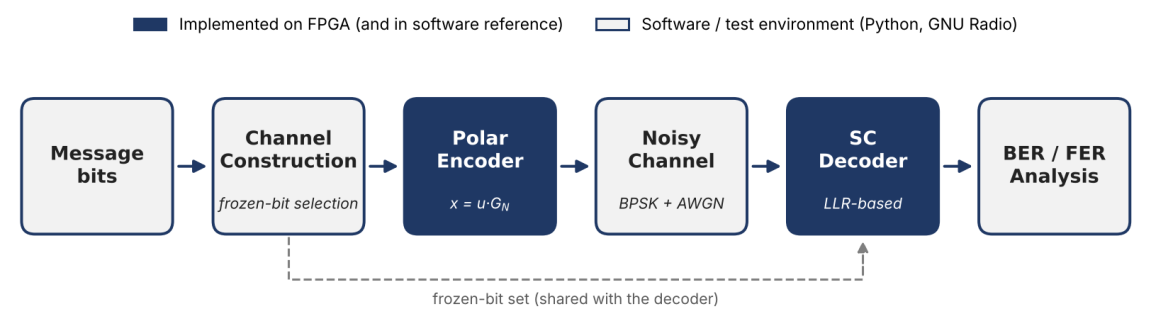 Implemented on FPGA (and in software reference)
Software / test environment (Python, GNU Radio)
Message
bits
Channel
Construction
frozen-bit selection
Polar
Encoder
x = u·G_N
Noisy
Channel
BPSK + AWGN
SC
Decoder
LLR-based
BER / FER
Analysis
frozen-bit set (shared with the decoder)